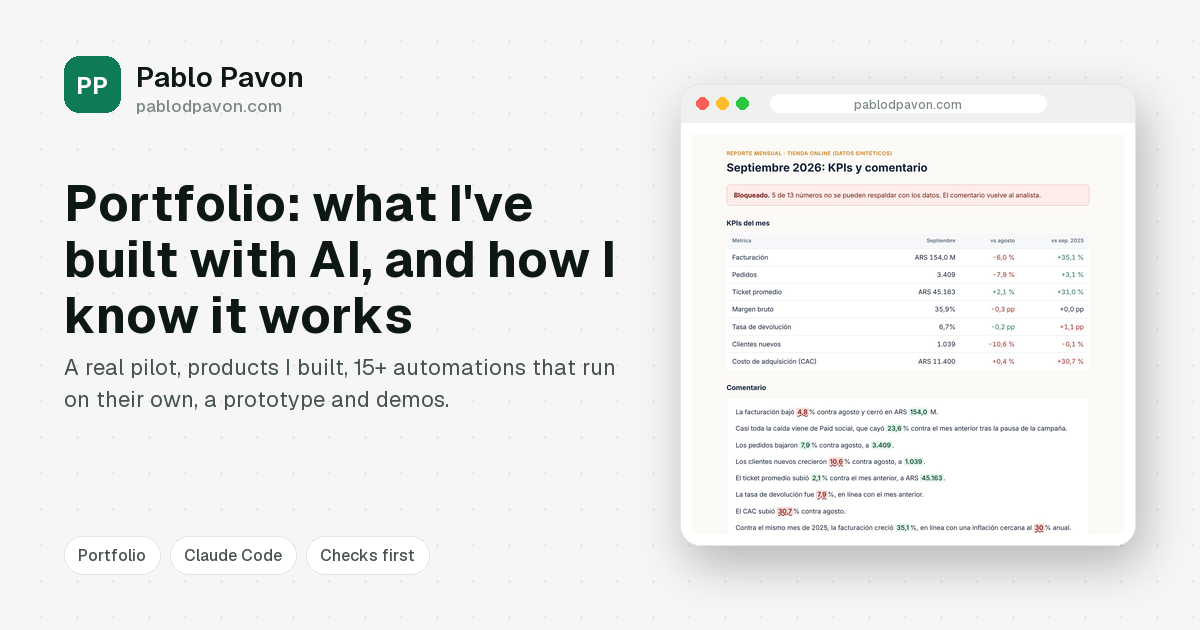 PP
Pablo Pavon
pablodpavon.com
Portfolio: what I've
built with AI, and how I
know it works
A real pilot, products I built, 15+ automations that run
on their own, a prototype and demos.
Portfolio
Claude Code
Checks first
pablodpavon.com
REPORTE MENSUAL · TIENDA ONLINE (DATOS SINTÉTICOS)
Septiembre 2026: KPIs y comentario
Bloqueado. 5 de 13 números no se pueden respaldar con los datos. El comentario vuelve al analista.
KPIs del mes
Métrica Septiembre vs agosto vs sep. 2025
Facturación ARS 154,0 M -6,0 % +35,1 %
Pedidos 3.409 -7,9 % +3,1 %
Ticket promedio ARS 45.163 +2,1 % +31,0 %
Margen bruto 35,9% -0,3 pp +0,0 pp
Tasa de devolución 6,7% -0,2 pp +1,1 pp
Clientes nuevos 1.039 -10,6 % -0,1 %
Costo de adquisición (CAC) ARS 11.400 +0,4 % +30,7 %
Comentario
La facturación bajó 4,8 % contra agosto y cerró en ARS 154,0 M.
Casi toda la caída viene de Paid social, que cayó 23,6 % contra el mes anterior tras la pausa de la campaña.
Los pedidos bajaron 7,9 % contra agosto, a 3.409 .
Los clientes nuevos crecieron 10,6 % contra agosto, a 1.039 .
El ticket promedio subió 2,1 % contra el mes anterior, a ARS 45.163 .
La tasa de devolución fue 7,9 %, en línea con el mes anterior.
El CAC subió 30,7 % contra agosto.
Contra el mismo mes de 2025, la facturación creció 35,1 %, en línea con una inflación cercana al 30 % anual.